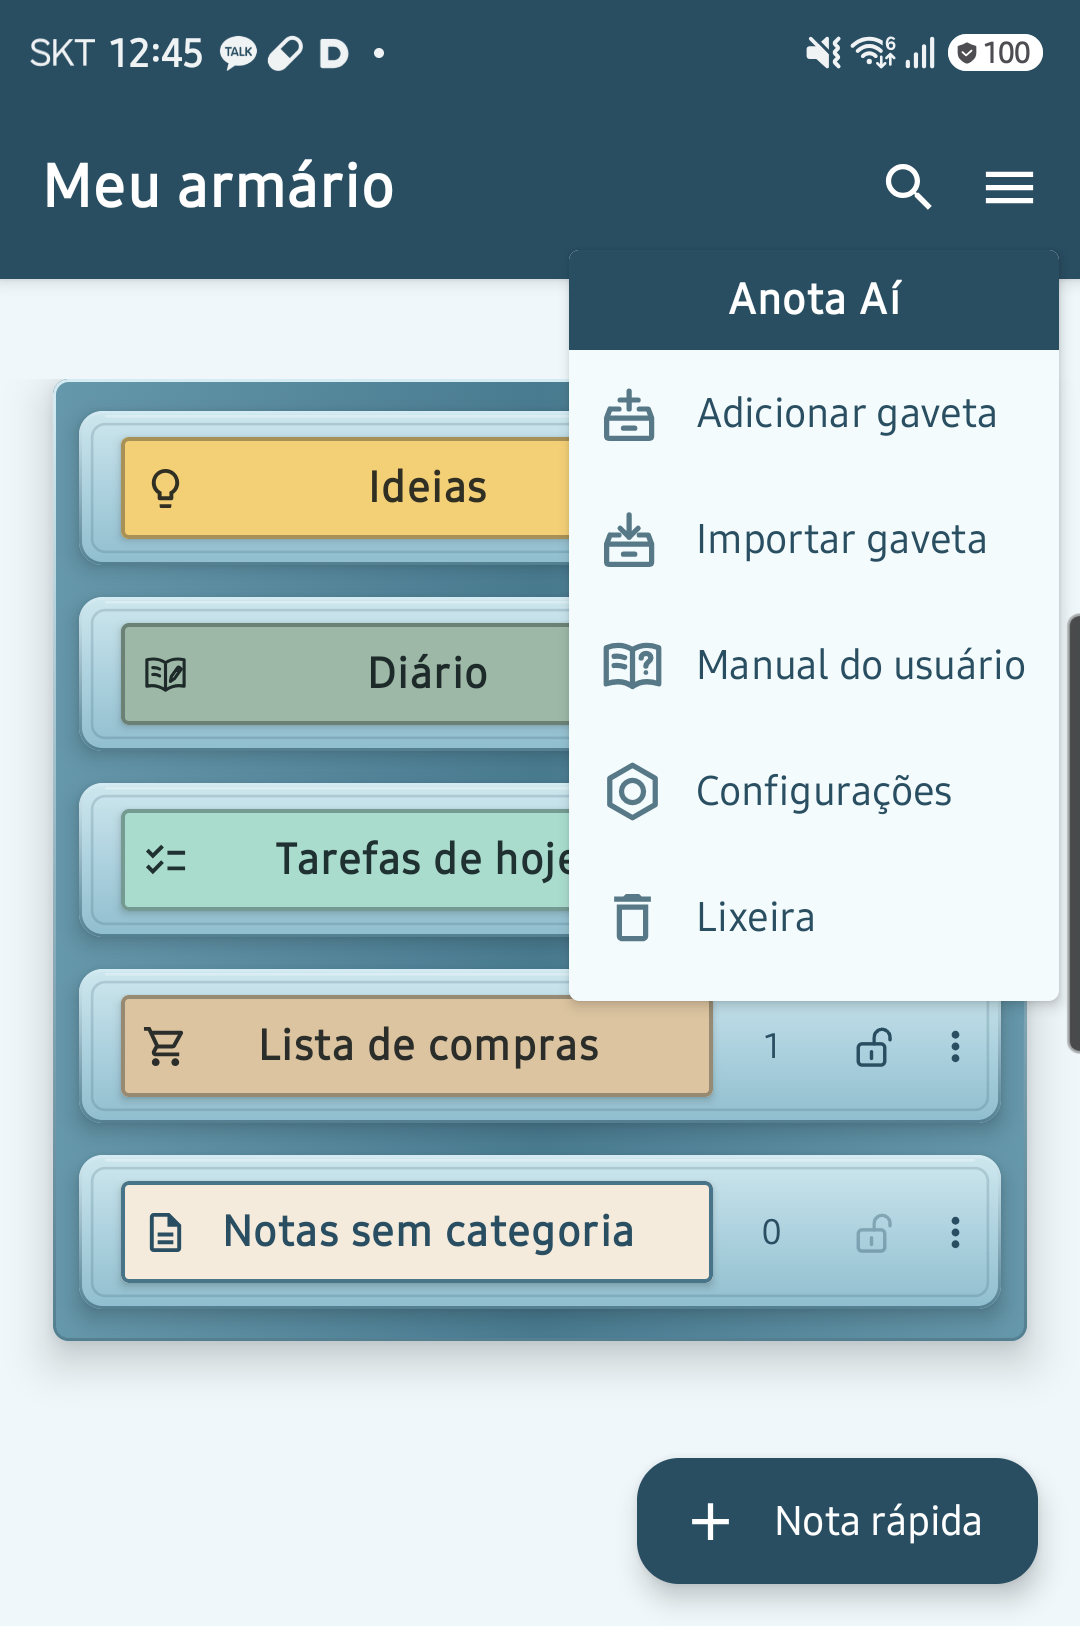 SKT 12:45 TALK D 6 100
Meu armário
Anota Aí
Adicionar gaveta
Importar gaveta
Manual do usuário
Configurações
Lixeira
Ideias
Diário
Tarefas de hoje
Lista de compras 1
Notas sem categoria 0
Nota rápida